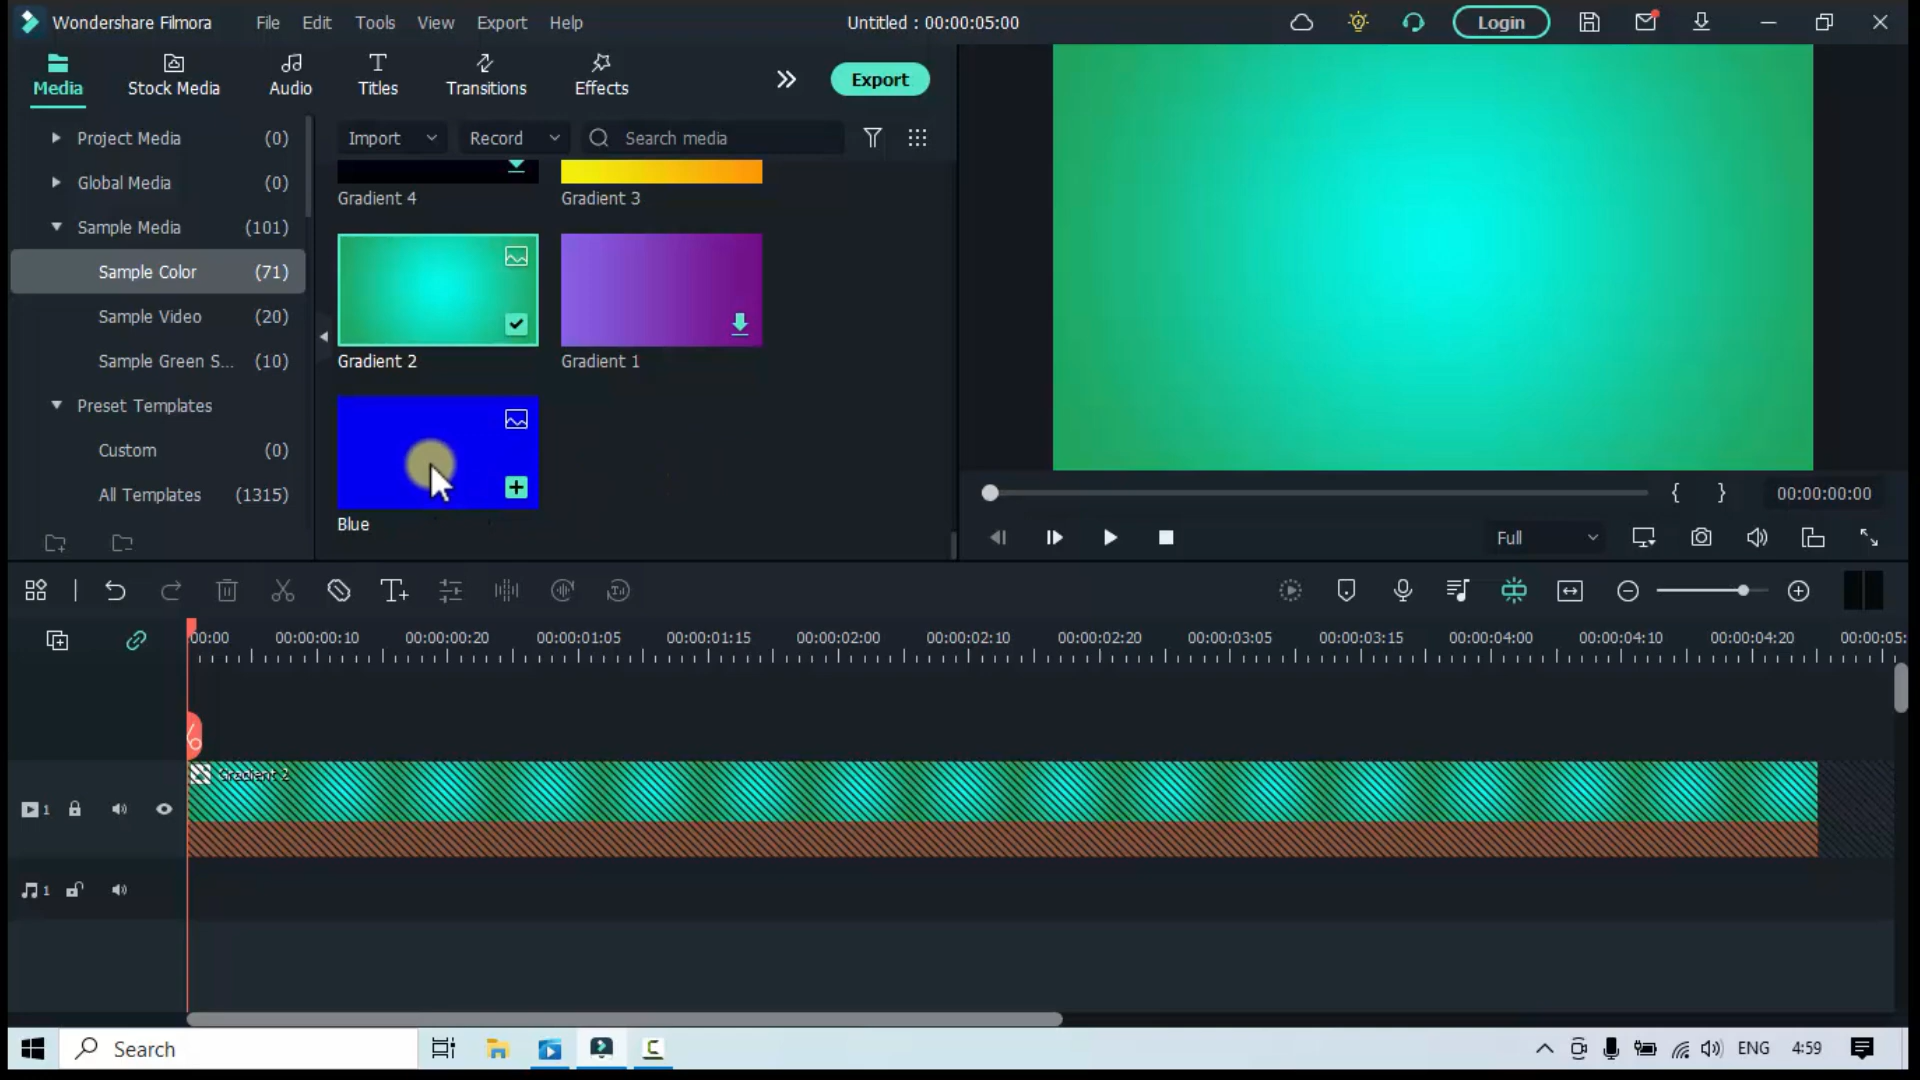 Wondershare Filmora File Edit Tools View Export Help Untitled : 00:00:05:00 Login
Media Stock Media Audio Titles Transitions Effects Export
Project Media (0) Import Record Search media
Global Media (0)
Sample Media (101)
Sample Color (71)
Sample Video (20)
Sample Green S... (10)
Preset Templates
Custom (0)
All Templates (1315)
Gradient 4 Gradient 3
Gradient 2 Gradient 1
Blue
{ } 00:00:00:00
Full
00:00 00:00:00:10 00:00:00:20 00:00:01:05 00:00:01:15 00:00:02:00 00:00:02:10 00:00:02:20 00:00:03:05 00:00:03:15 00:00:04:00 00:00:04:10 00:00:04:20 00:00:05:
Gradient 2
1
1
Search ENG 4:59